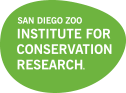 SAN DIEGO ZOO
INSTITUTE FOR
CONSERVATION
RESEARCH.